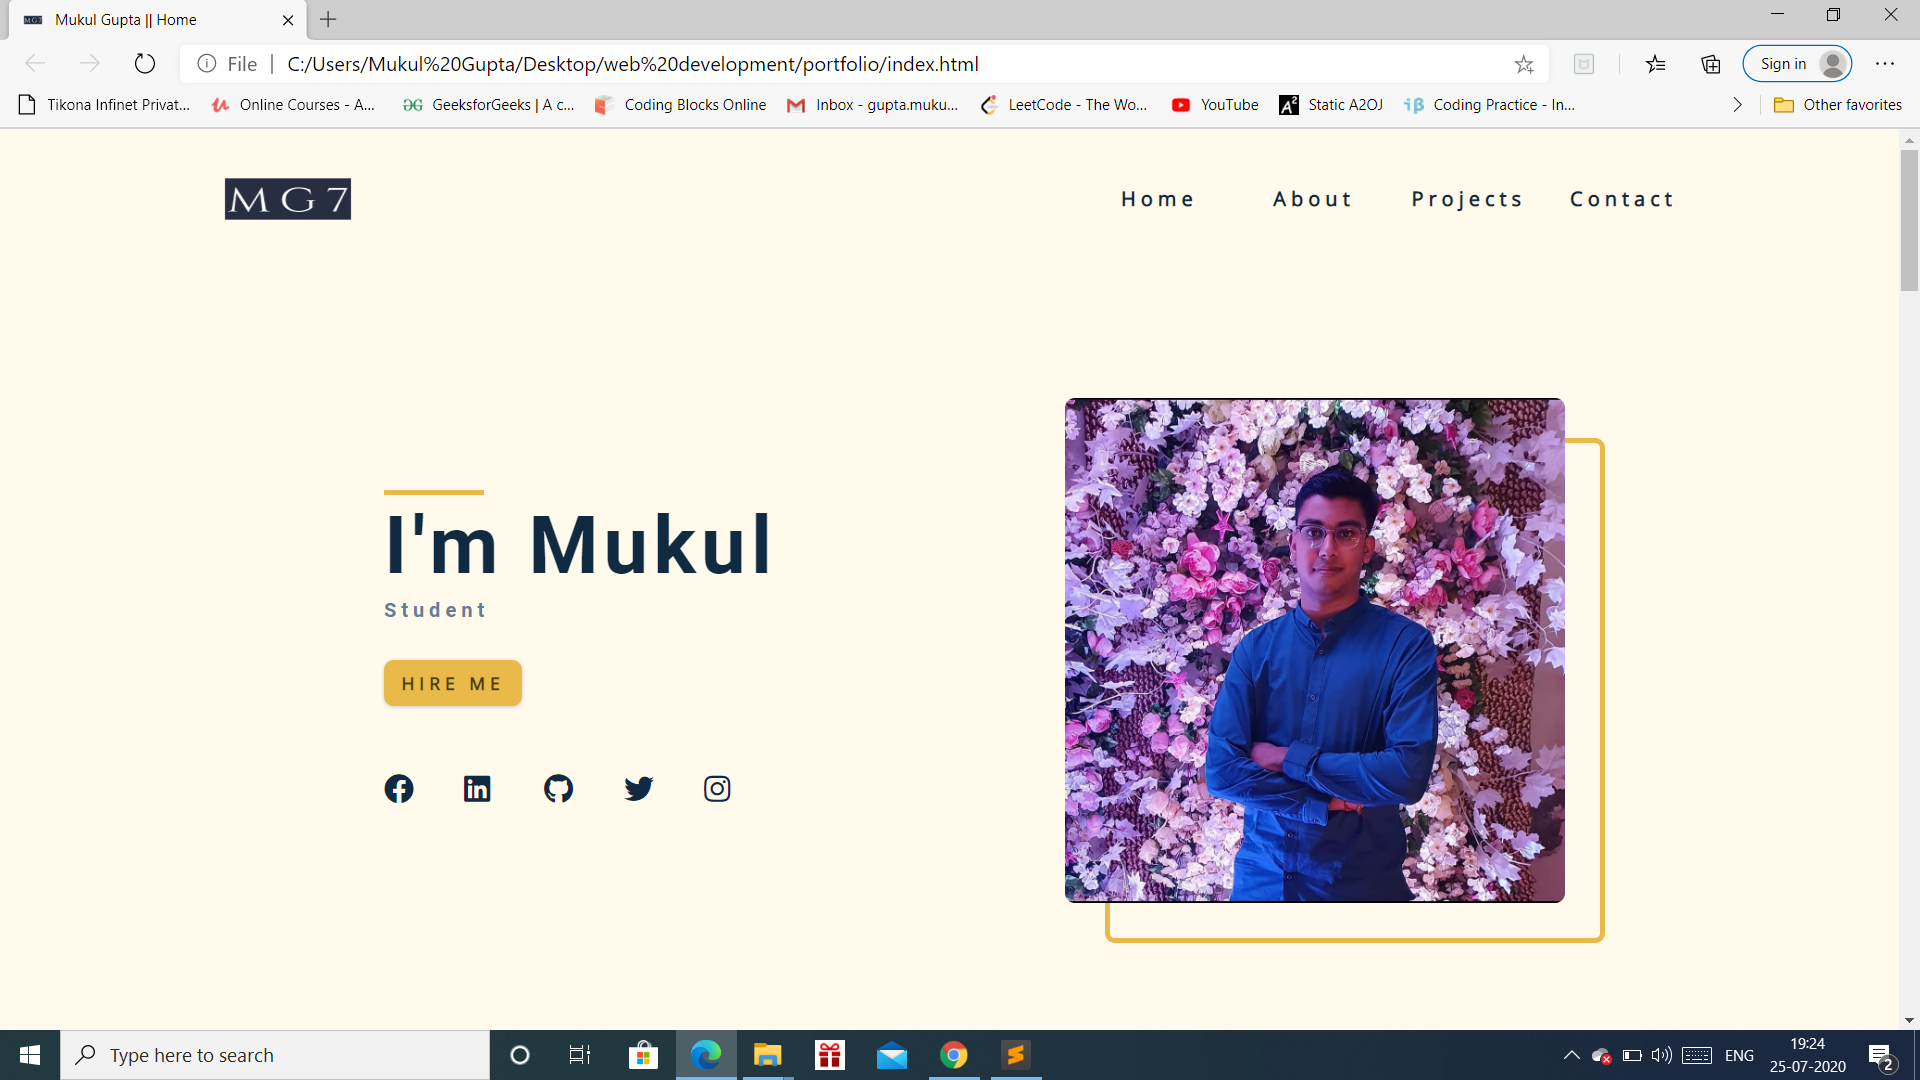 MG7 Mukul Gupta || Home
File | C:/Users/Mukul%20Gupta/Desktop/web%20development/portfolio/index.html Sign in
Tikona Infinet Privat... Online Courses - A... GeeksforGeeks | A c... Coding Blocks Online Inbox - gupta.muku... LeetCode - The Wo... YouTube A2 Static A2OJ iB Coding Practice - In... Other favorites
MG7 Home About Projects Contact
I'm Mukul
Student
HIRE ME
Type here to search ENG 19:24
25-07-2020 2